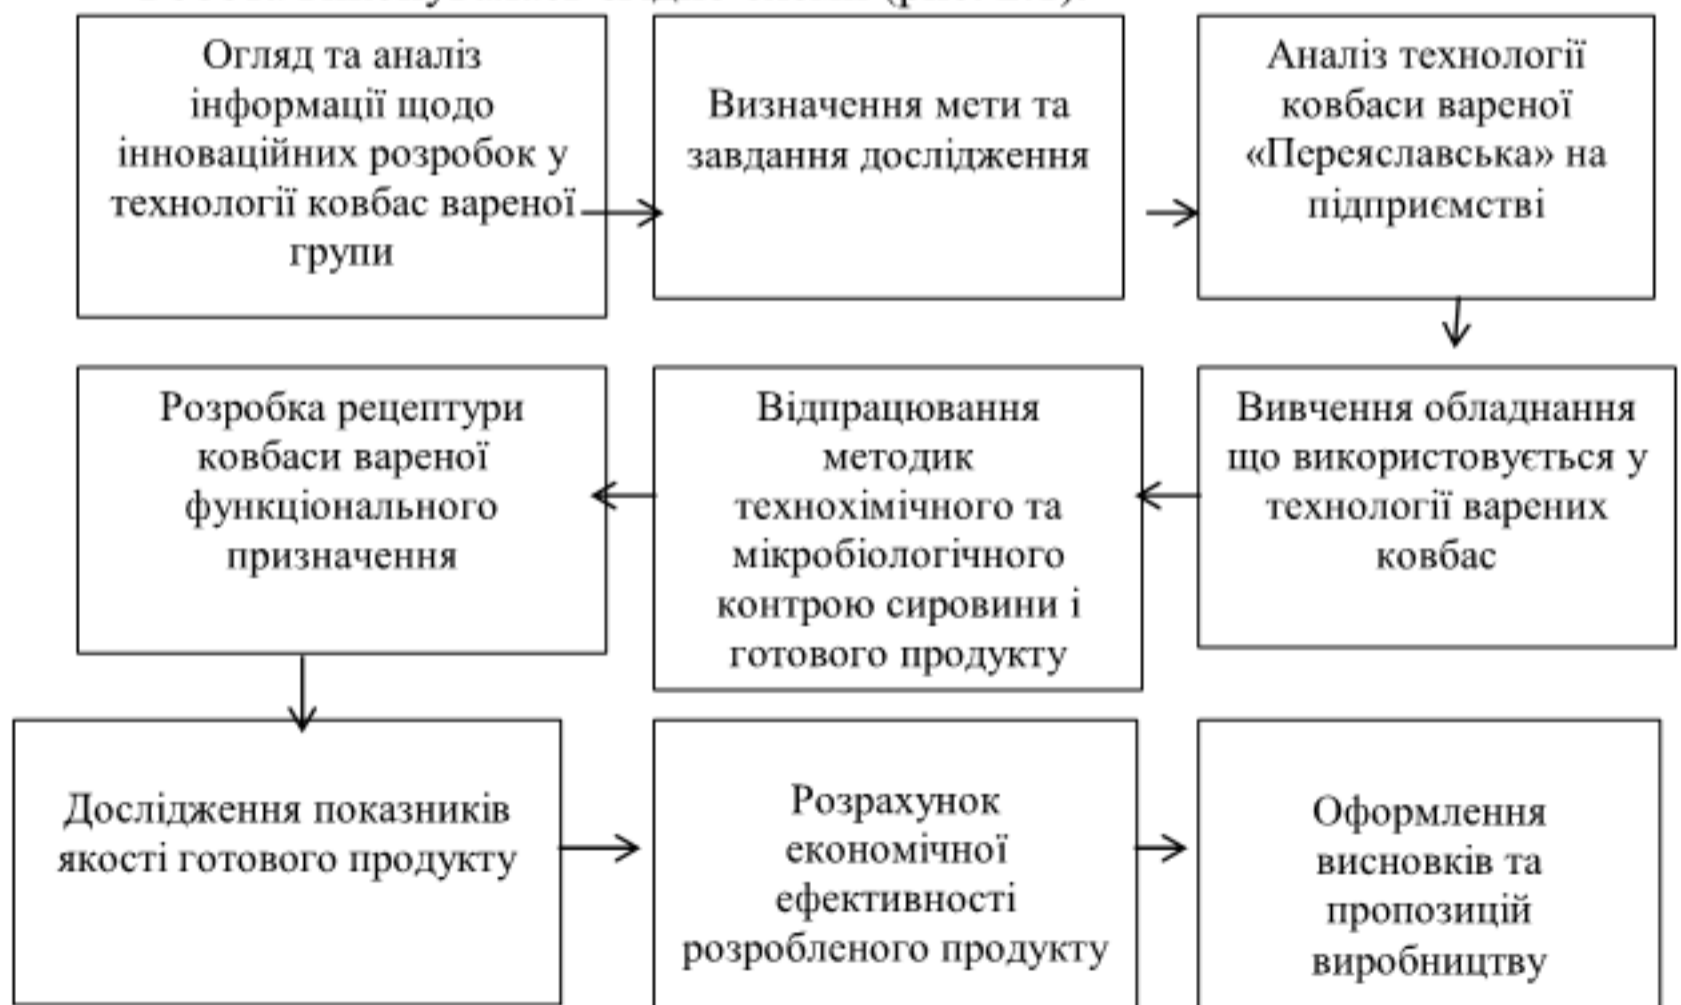 Огляд та аналіз
інформації щодо
інноваційних розробок у
технології ковбас вареної
групи
Визначення мети та
завдання дослідження
Аналіз технології
ковбаси вареної
«Переяславська» на
підприємстві
Розробка рецептури
ковбаси вареної
функціонального
призначення
Відпрацювання
методик
технохімічного та
мікробіологічного
контрою сировини і
готового продукту
Вивчення обладнання
що використовується у
технології варених
ковбас
Дослідження показників
якості готового продукту
Розрахунок
економічної
ефективності
розробленого продукту
Оформлення
висновків та
пропозицій
виробництву